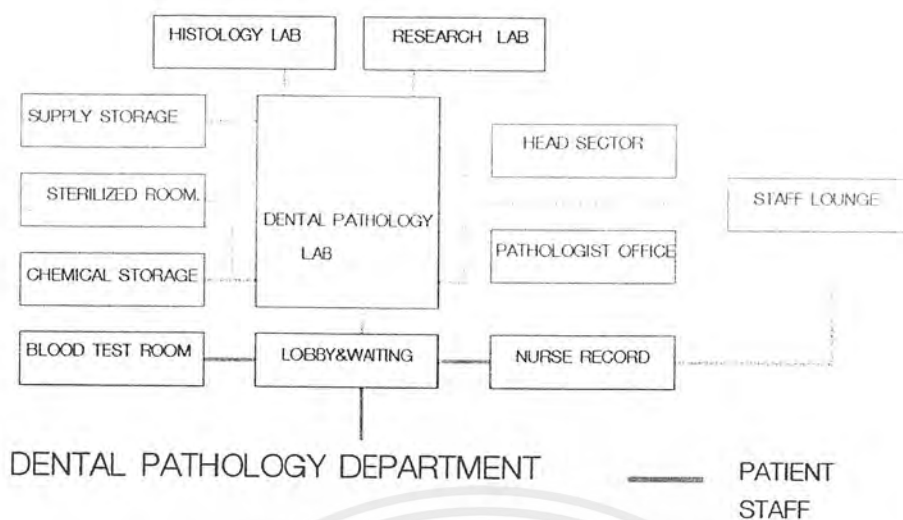 HISTOLOGY LAB
RESEARCH LAB
SUPPLY STORAGE
HEAD SECTOR
STERILIZED ROOM.
STAFF LOUNGE
DENTAL PATHOLOGY
LAB
PATHOLOGIST OFFICE
CHEMICAL STORAGE
BLOOD TEST ROOM
LOBBY&WAITING
NURSE RECORD
DENTAL PATHOLOGY DEPARTMENT
PATIENT
STAFF